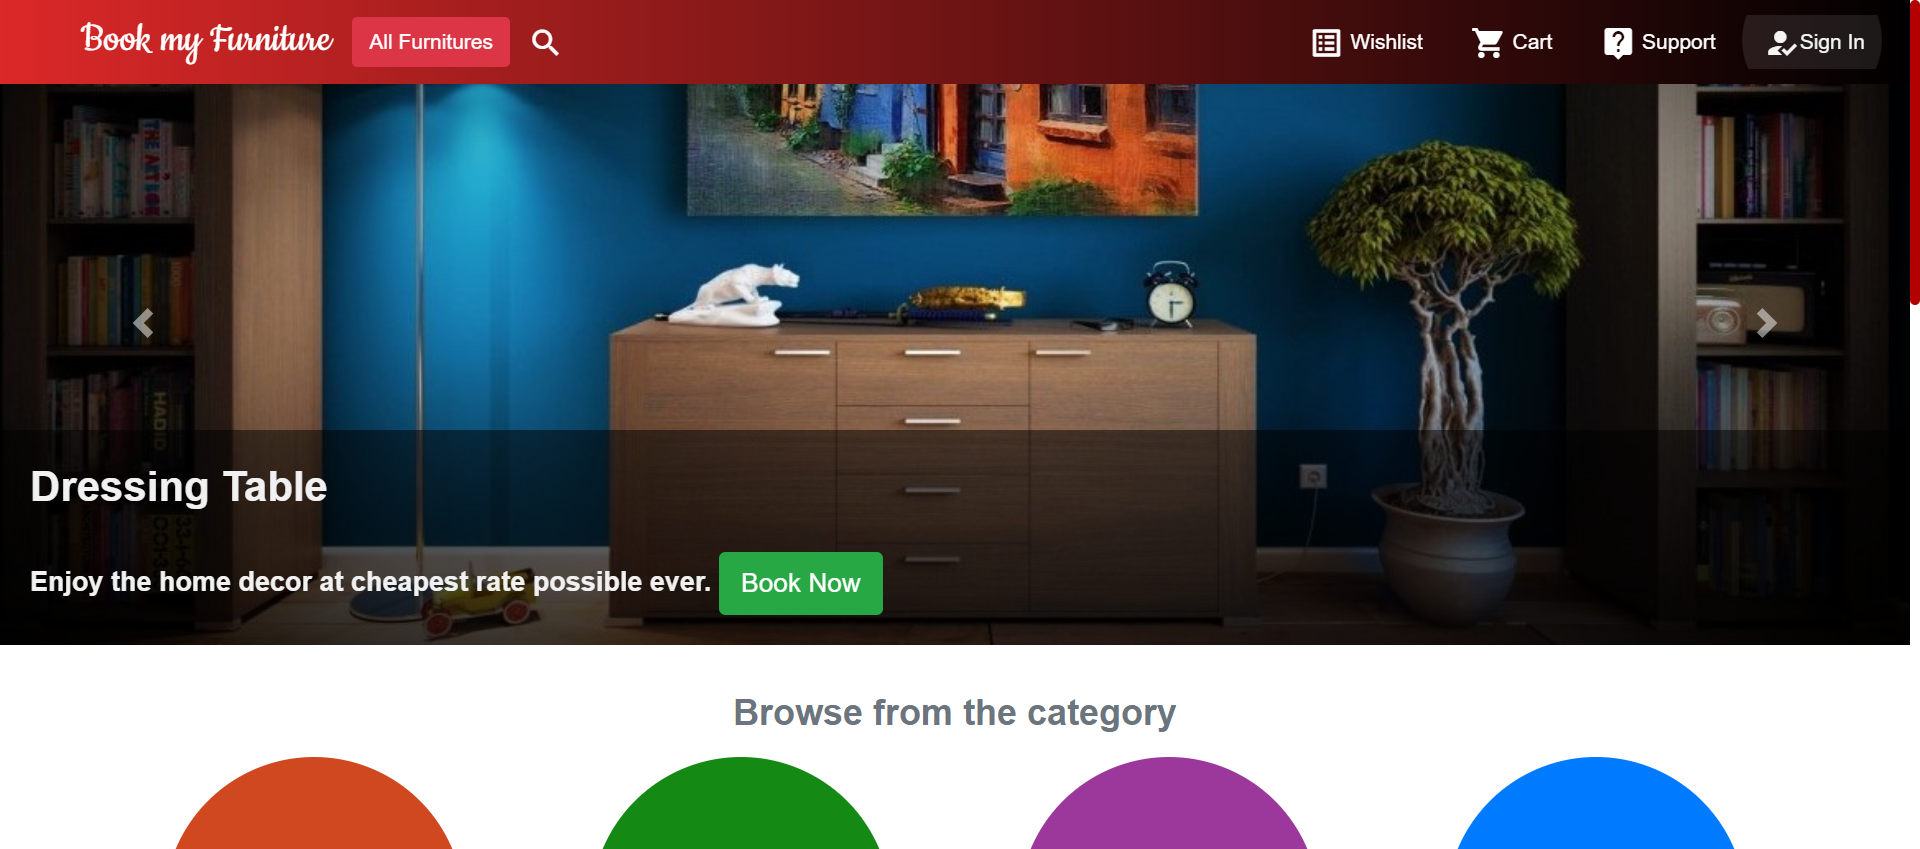 Book my Furniture
All Furnitures
Wishlist
Cart
Support
Sign In
Dressing Table
Enjoy the home decor at cheapest rate possible ever.
Book Now
Browse from the category